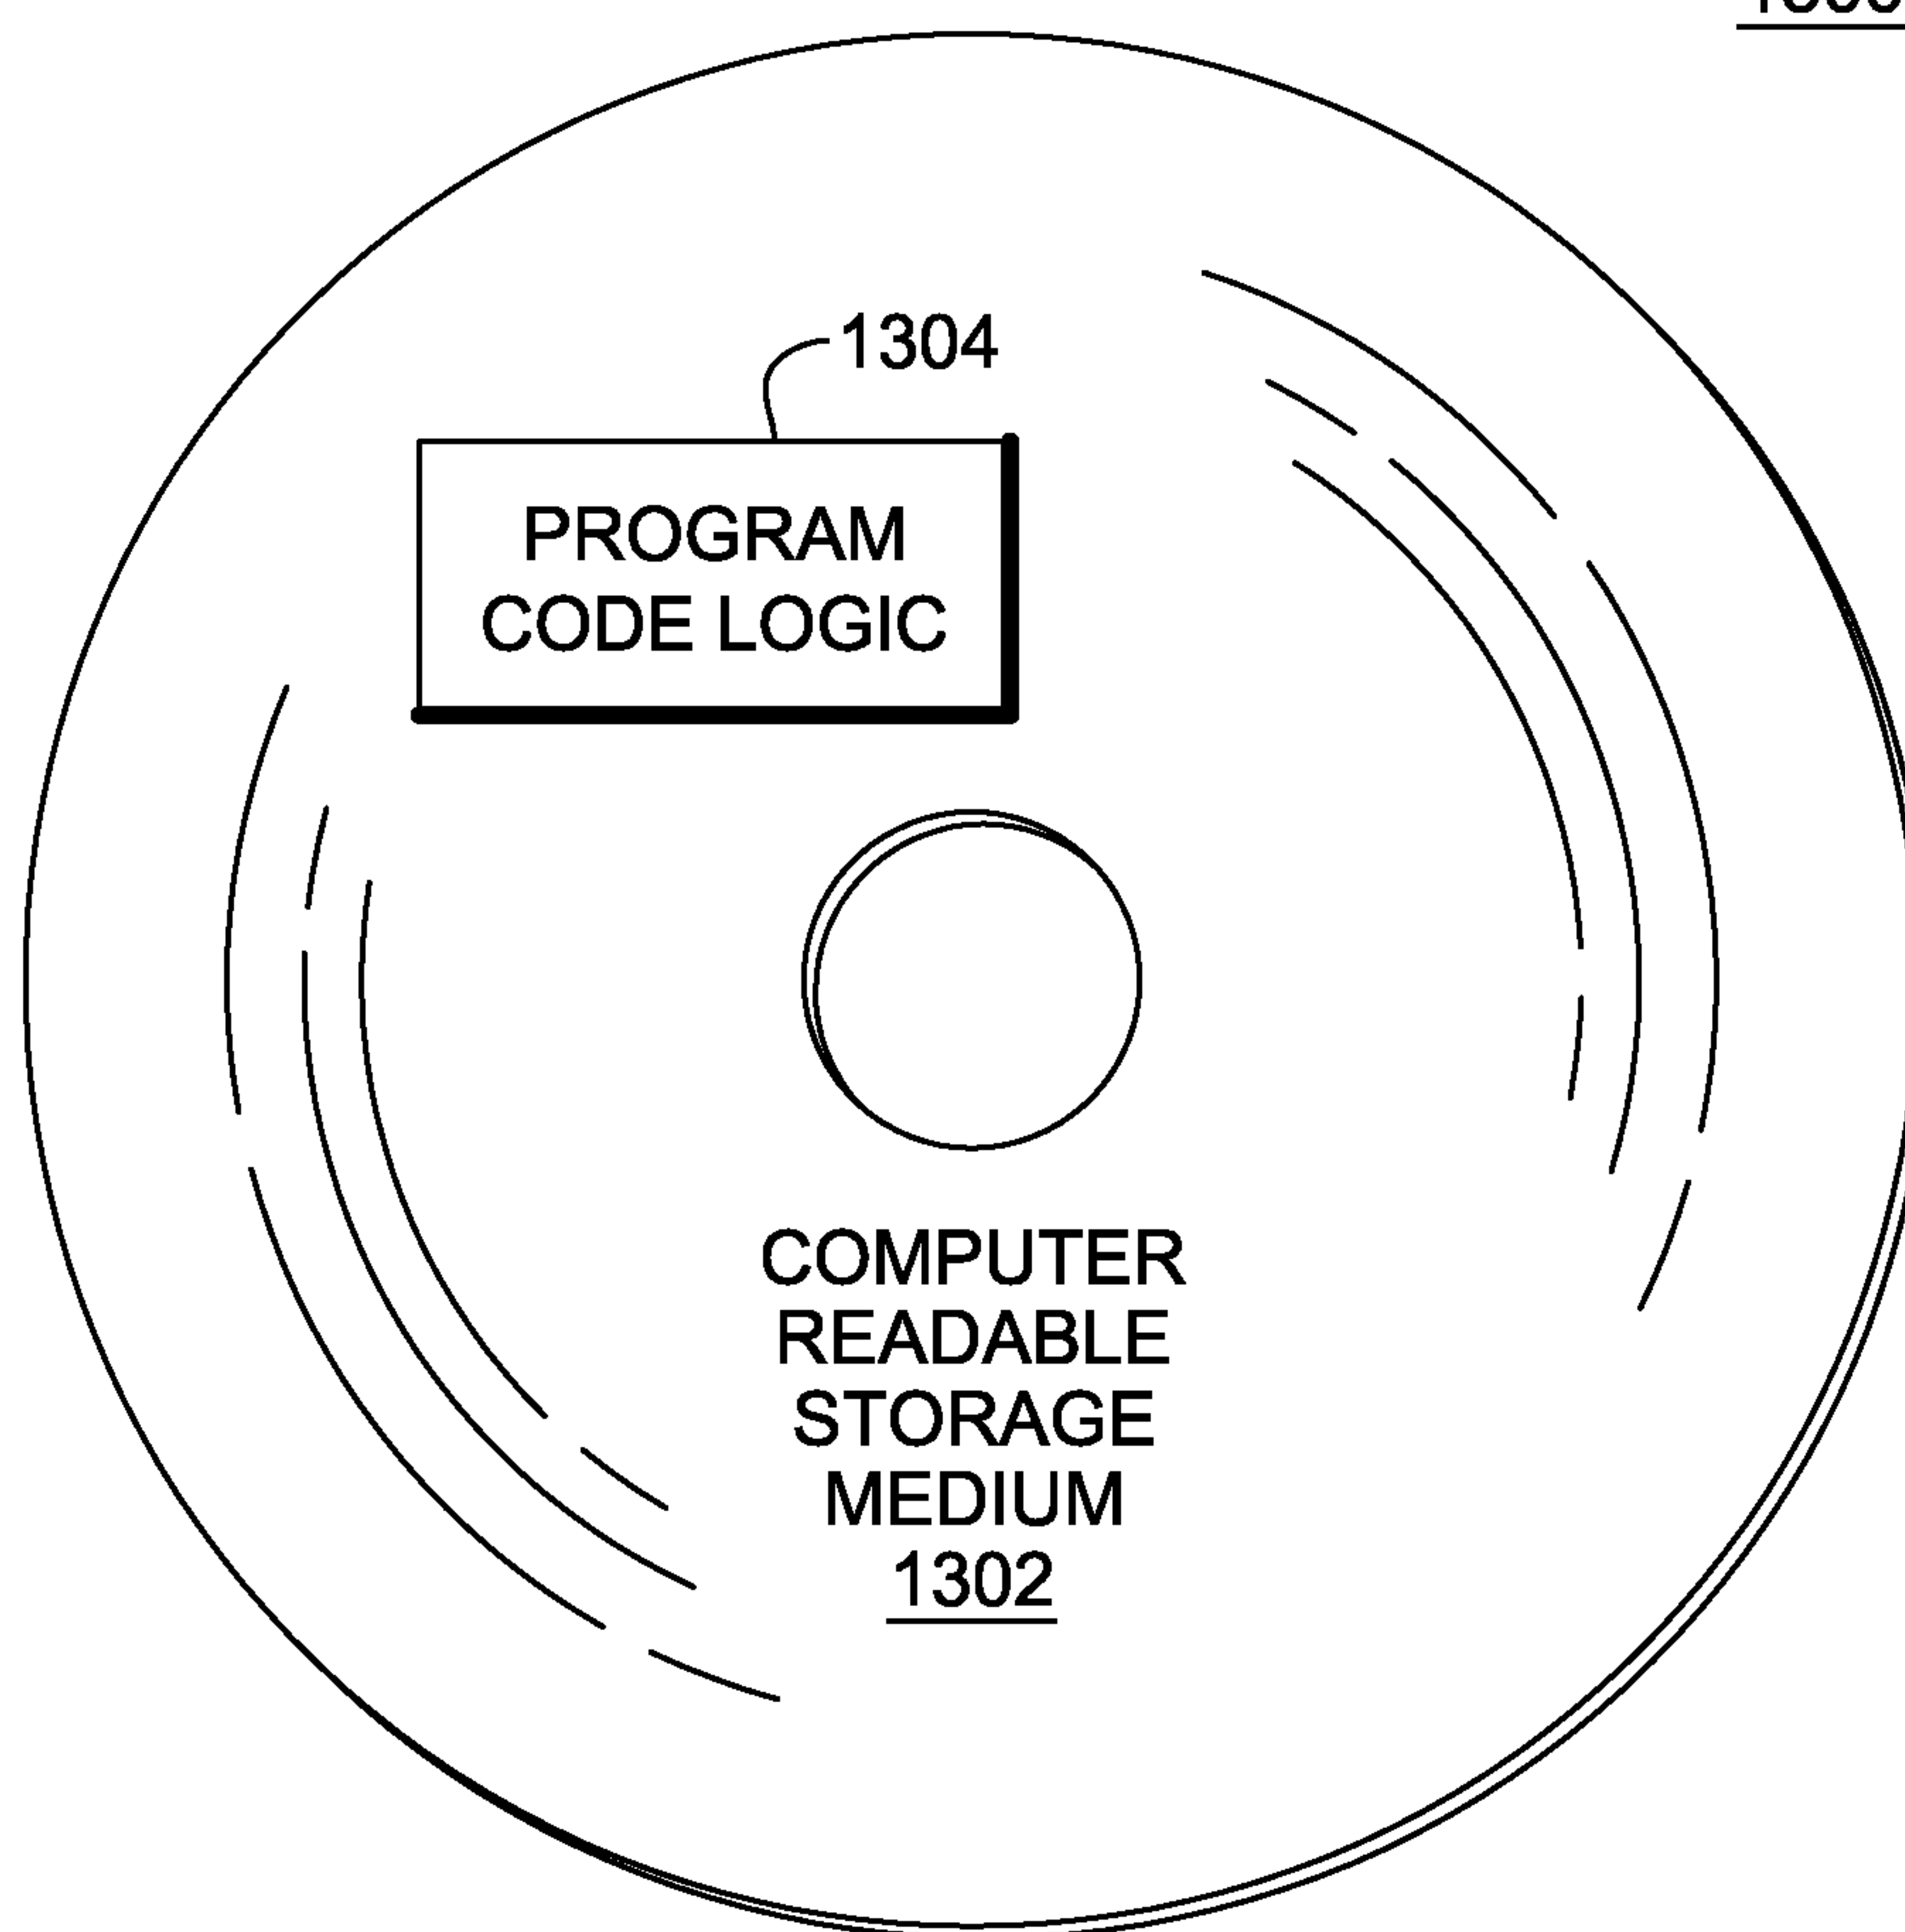 1304
PROGRAM
CODE LOGIC
COMPUTER
READABLE
STORAGE
MEDIUM
1302